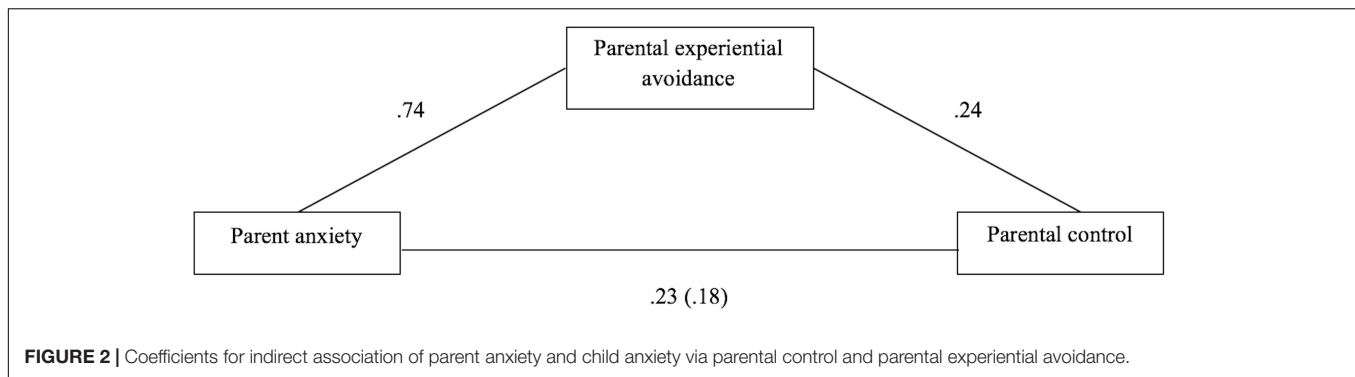 Parental experiential
avoidance
.74
.24
Parent anxiety
Parental control
.23 (.18)
FIGURE 2 | Coefficients for indirect association of parent anxiety and child anxiety via parental control and parental experiential avoidance.